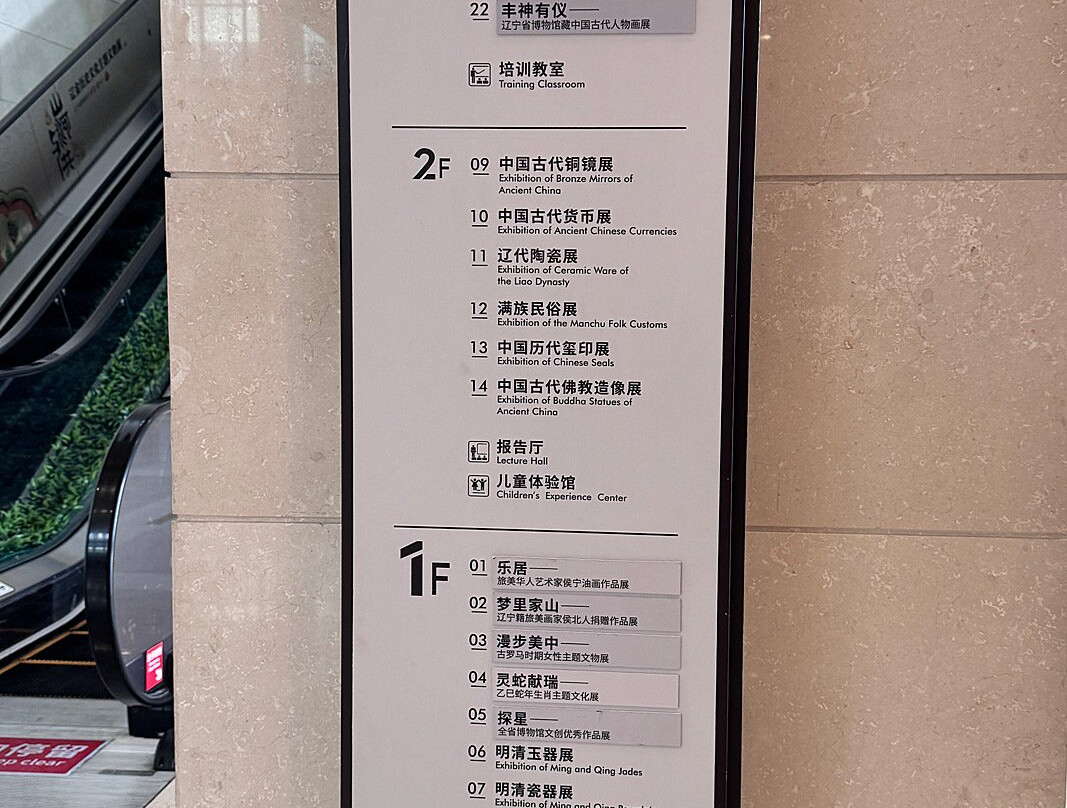 22 丰神有仪——
辽宁省博物馆藏中国古代人物画展
培训教室
Training Classroom
2F
09 中国古代铜镜展
Exhibition of Bronze Mirrors of
Ancient China
10 中国古代货币展
Exhibition of Ancient Chinese Currencies
11 辽代陶瓷展
Exhibition of Ceramic Ware of
the Liao Dynasty
12 满族民俗展
Exhibition of the Manchu Folk Customs
13 中国历代玺印展
Exhibition of Chinese Seals
14 中国古代佛教造像展
Exhibition of Buddha Statues of
Ancient China
报告厅
Lecture Hall
儿童体验馆
Children's Experience Center
1F
01 乐居——
旅美华人艺术家侯宁油画作品展
02 梦里家山——
辽宁籍旅美画家侯北人捐赠作品展
03 漫步美中——
古罗马时期女性主题文物展
04 灵蛇献瑞——
乙巳蛇年生肖主题文化展
05 探星——
全省博物馆文创优秀作品展
06 明清玉器展
Exhibition of Ming and Qing Jades
07 明清瓷器展
Exhibition of Ming and Qing
停留
ep clear